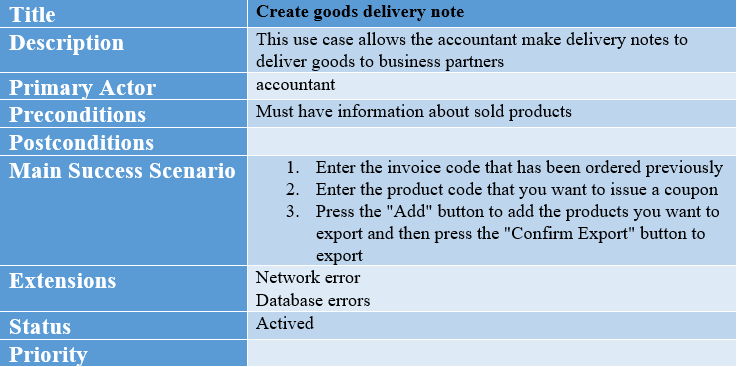 Title Create goods delivery note
Description This use case allows the accountant make delivery notes to
deliver goods to business partners
Primary Actor accountant
Preconditions Must have information about sold products
Postconditions
Main Success Scenario 1. Enter the invoice code that has been ordered previously
2. Enter the product code that you want to issue a coupon
3. Press the "Add" button to add the products you want to
export and then press the "Confirm Export" button to
export
Extensions Network error
Database errors
Status Actived
Priority